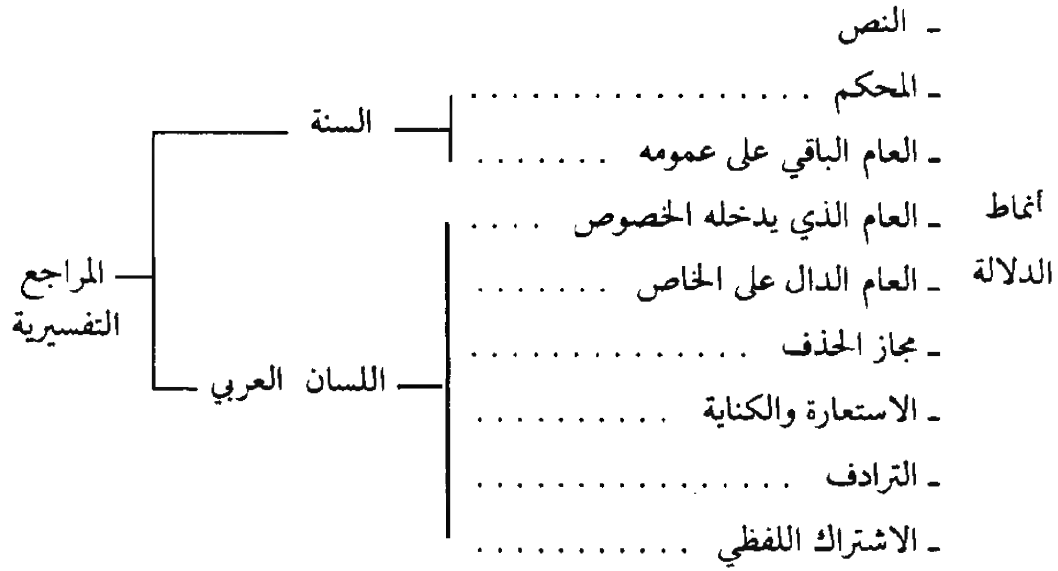 ـ النص
ـ المحكم . . . . . . . . . . . . . . . .
السنة
ـ العام الباقي على عمومه . . . . . . .
أنماط
ـ العام الذي يدخله الخصوص . . . .
الدلالة
ـ العام الدال على الخاص . . . . . . .
المراجع
التفسيرية
ـ مجاز الحذف . . . . . . . . . . . . . .
اللسان العربي
ـ الاستعارة والكناية . . . . . . . . . .
ـ الترادف . . . . . . . . . . . . . . . .
ـ الاشتراك اللفظي . . . . . . . . . . .